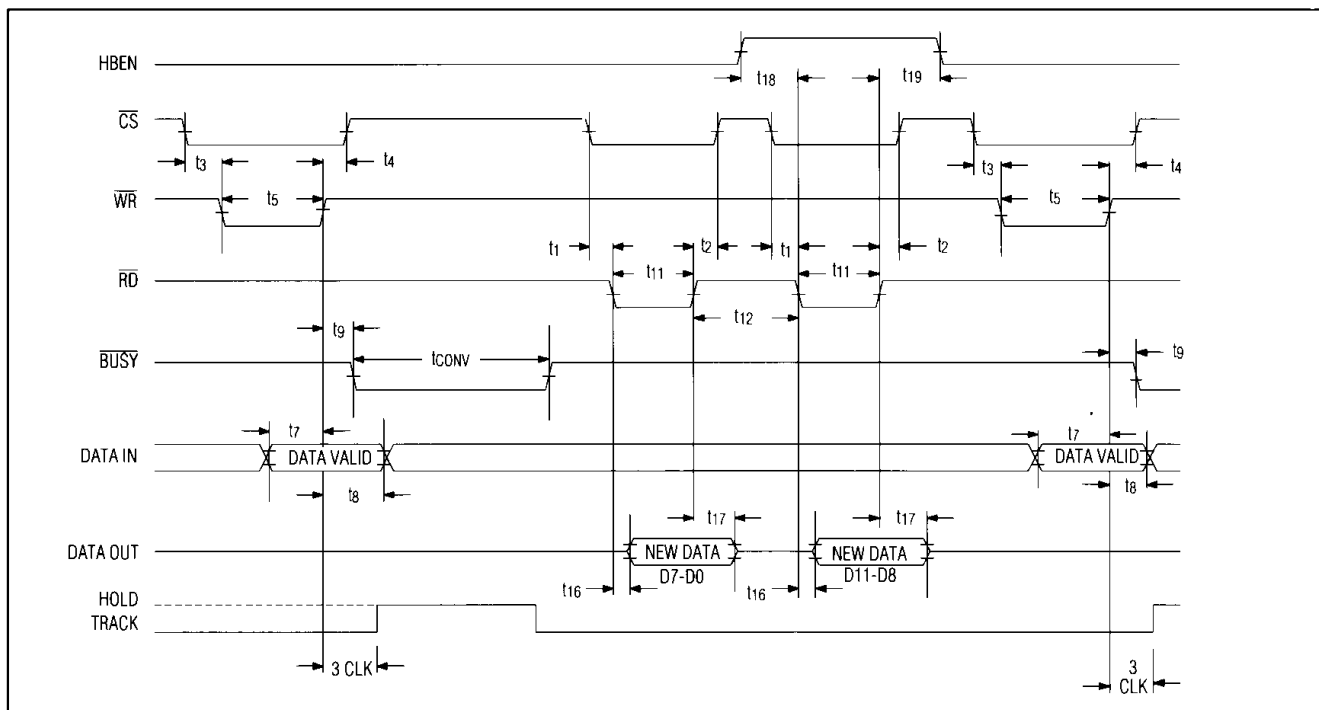 HBEN
t18
t19
CS
t3
t4
t3
t4
WR
t5
t5
t1
t2
t1
t2
RD
t11
t11
t12
t9
t9
BUSY
tCONV
t7
t7
DATA IN
DATA VALID
DATA VALID
t8
t8
t17
t17
DATA OUT
NEW DATA
D7-D0
NEW DATA
D11-D8
t16
t16
HOLD
TRACK
3 CLK
3
CLK